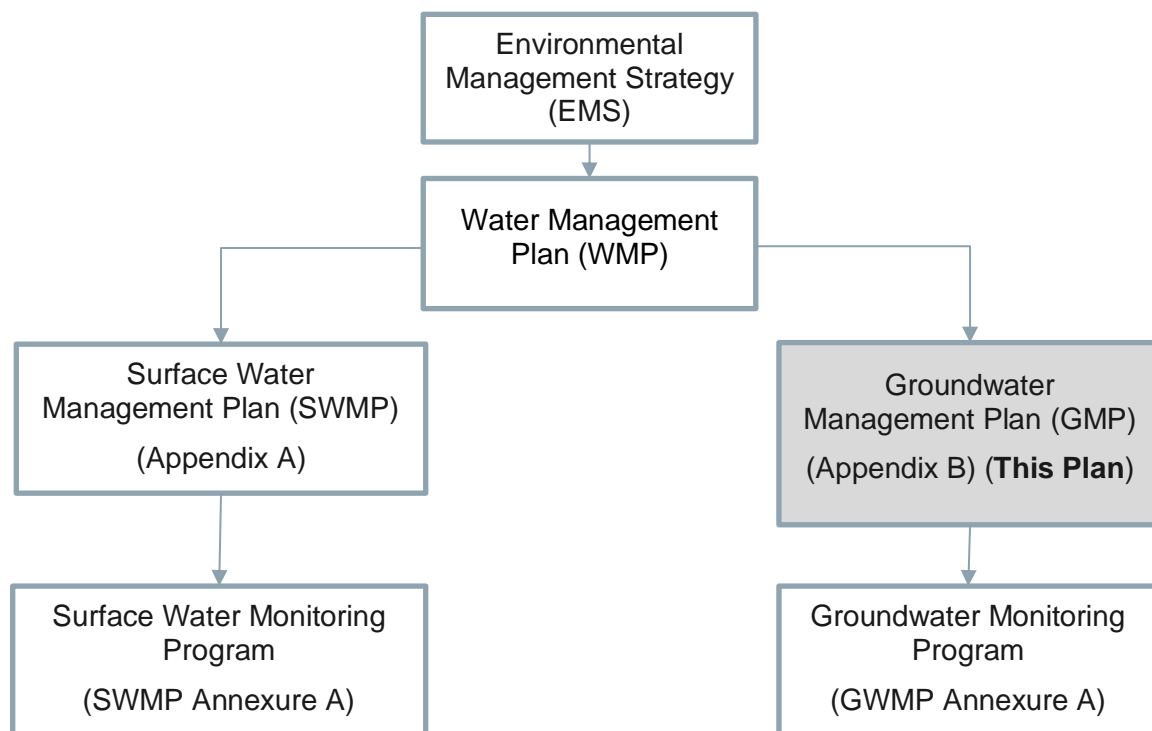 Environmental
Management Strategy
(EMS)
Water Management
Plan (WMP)
Surface Water
Management Plan (SWMP)
(Appendix A)
Groundwater
Management Plan (GMP)
(Appendix B) (This Plan)
Surface Water Monitoring
Program
(SWMP Annexure A)
Groundwater Monitoring
Program
(GWMP Annexure A)